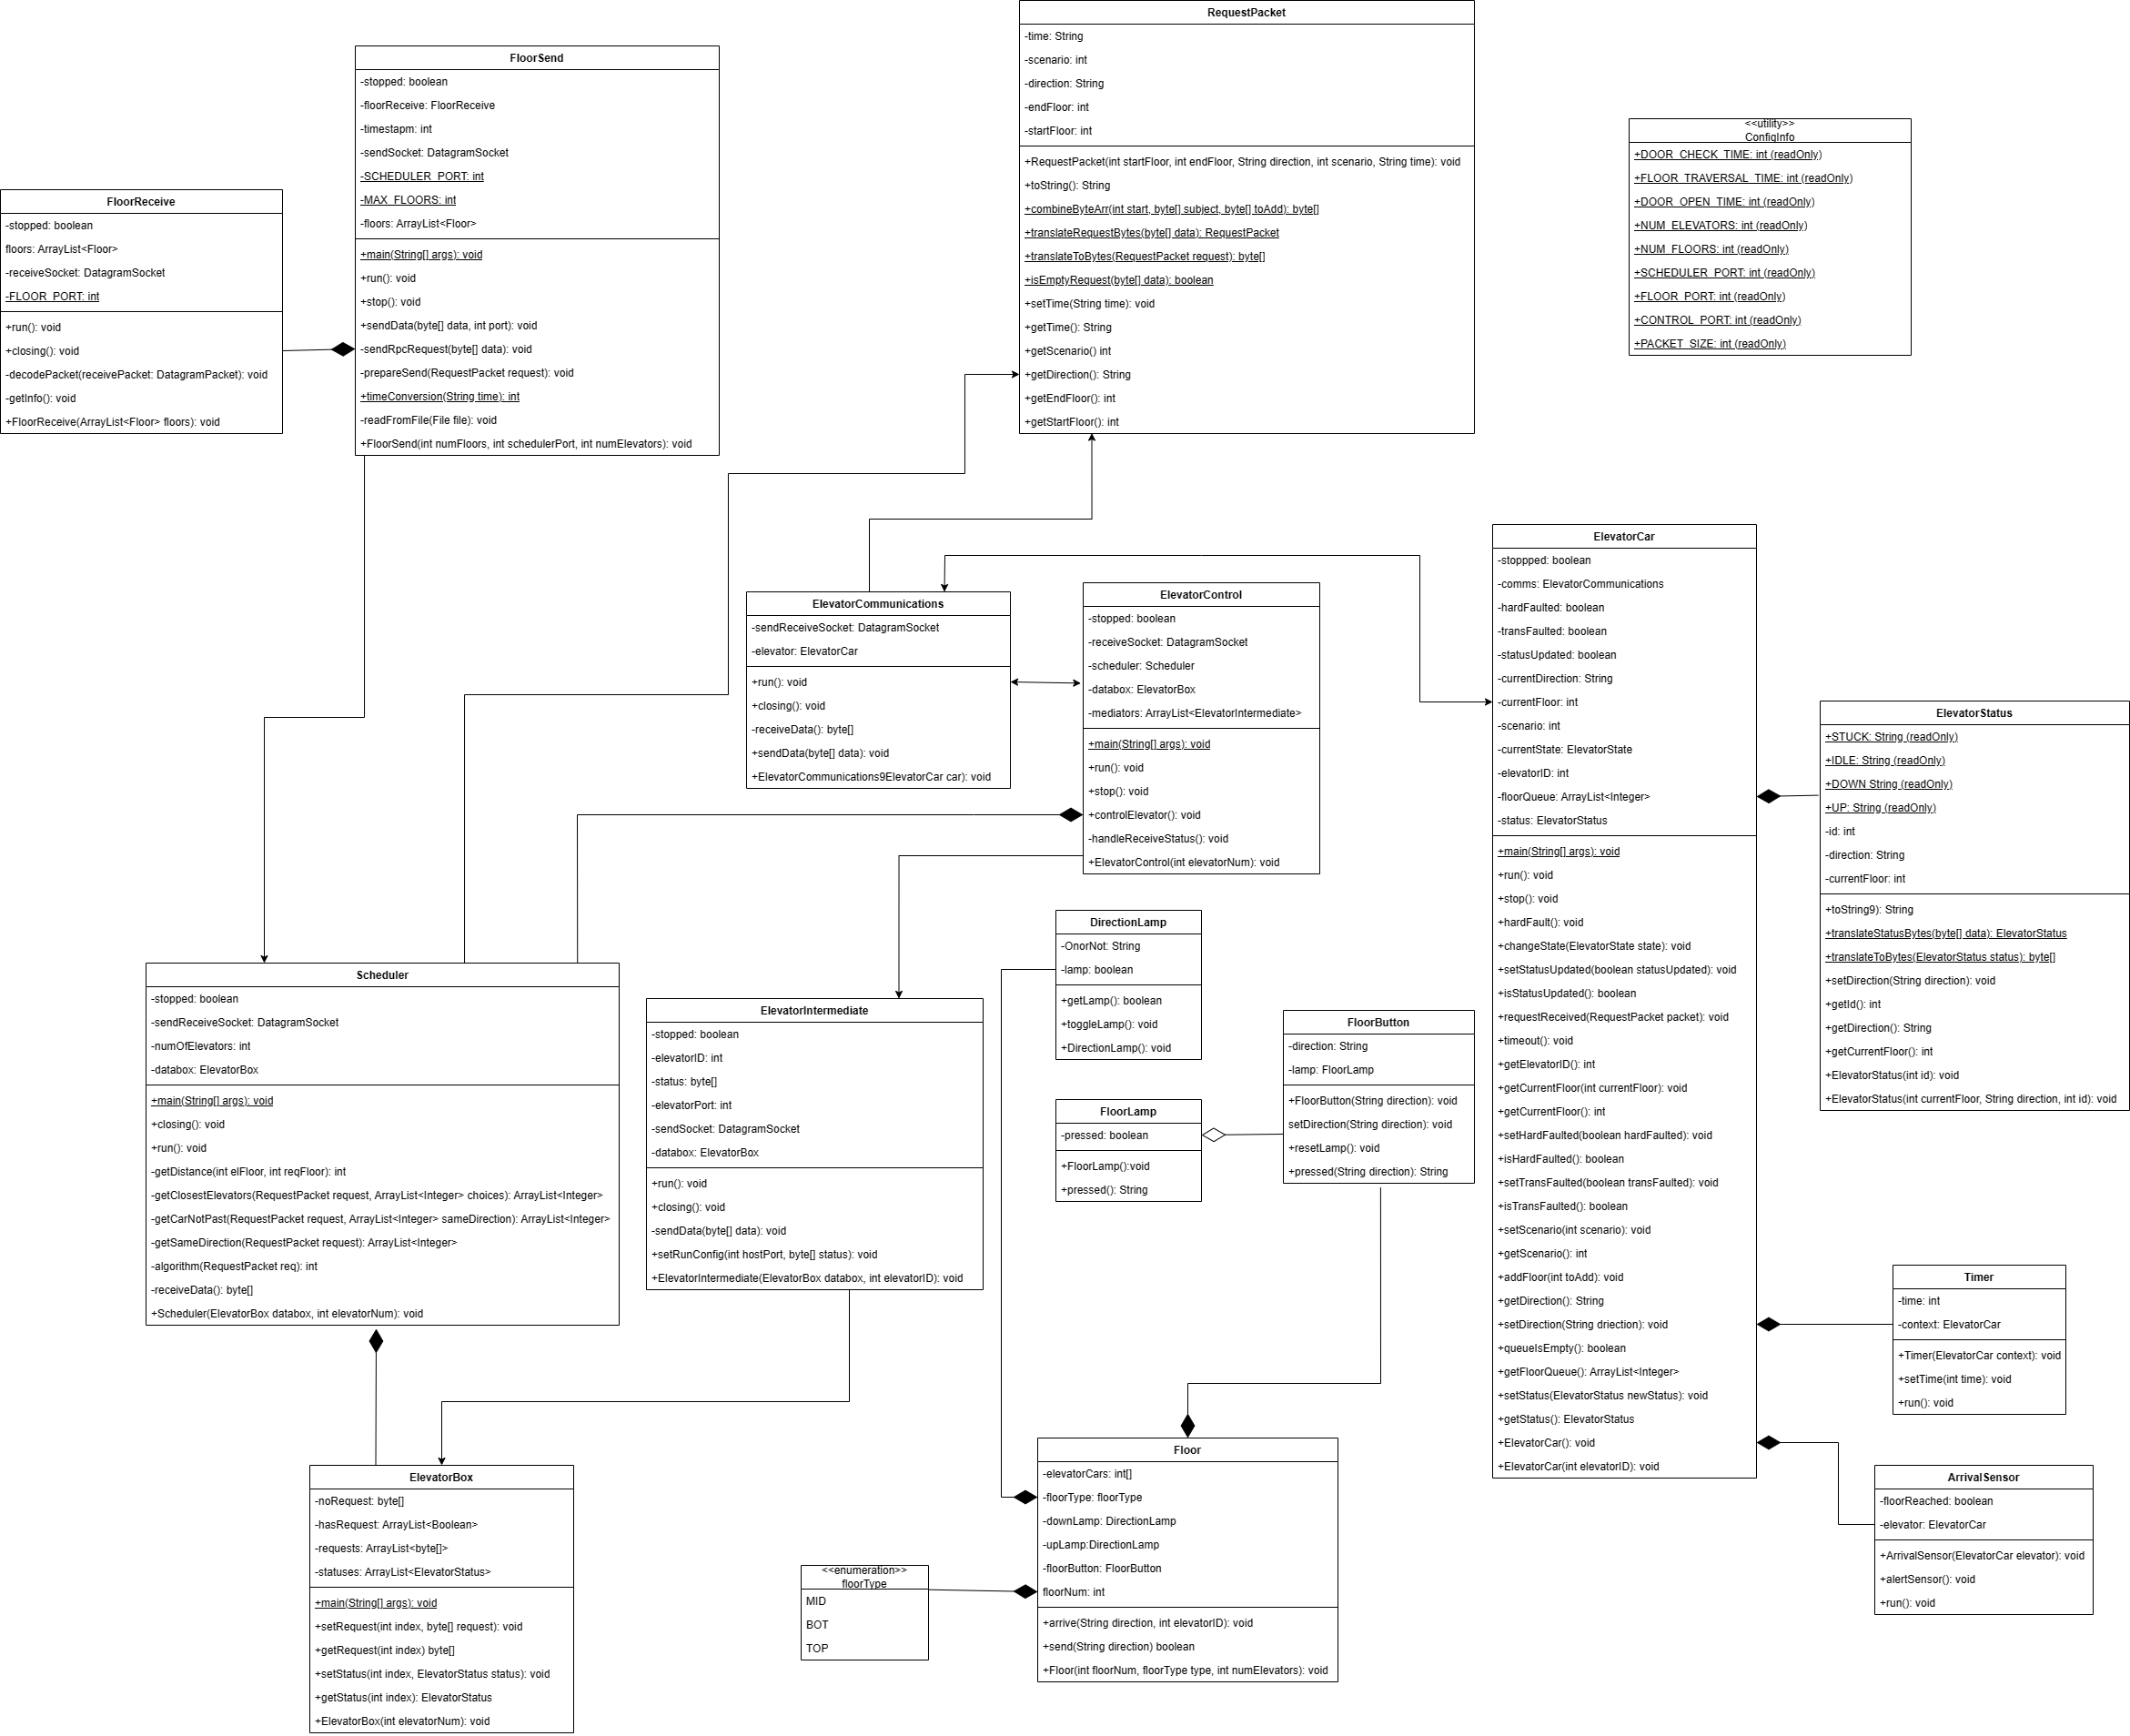 RequestPacket
-time: String
-scenario: int
-direction: String
-endFloor: int
-startFloor: int
+RequestPacket(int startFloor, int endFloor, String direction, int scenario, String time): void
+toString(): String
+combineByteArr(int start, byte[] subject, byte[] toAdd): byte[]
+translateRequestBytes(byte[] data): RequestPacket
+translateToBytes(RequestPacket request): byte[]
+isEmptyRequest(byte[] data): boolean
+setTime(String time): void
+getTime(): String
+getScenario() int
+getDirection(): String
+getEndFloor(): int
+getStartFloor(): int
FloorSend
-stopped: boolean
-floorReceive: FloorReceive
-timestapm: int
-sendSocket: DatagramSocket
-SCHEDULER_PORT: int
-MAX_FLOORS: int
-floors: ArrayList<Floor>
+main(String[] args): void
+run(): void
+stop(): void
+sendData(byte[] data, int port): void
-sendRpcRequest(byte[] data): void
-prepareSend(RequestPacket request): void
+timeConversion(String time): int
-readFromFile(File file): void
+FloorSend(int numFloors, int schedulerPort, int numElevators): void
<<utility>>
ConfigInfo
+DOOR_CHECK_TIME: int (readOnly)
+FLOOR_TRAVERSAL_TIME: int (readOnly)
+DOOR_OPEN_TIME: int (readOnly)
+NUM_ELEVATORS: int (readOnly)
+NUM_FLOORS: int (readOnly)
+SCHEDULER_PORT: int (readOnly)
+FLOOR_PORT: int (readOnly)
+CONTROL_PORT: int (readOnly)
+PACKET_SIZE: int (readOnly)
FloorReceive
-stopped: boolean
floors: ArrayList<Floor>
-receiveSocket: DatagramSocket
-FLOOR_PORT: int
+run(): void
+closing(): void
-decodePacket(receivePacket: DatagramPacket): void
-getInfo(): void
+FloorReceive(ArrayList<Floor> floors): void
ElevatorCar
-stoppped: boolean
-comms: ElevatorCommunications
-hardFaulted: boolean
-transFaulted: boolean
-statusUpdated: boolean
-currentDirection: String
-currentFloor: int
-scenario: int
-currentState: ElevatorState
-elevatorID: int
-floorQueue: ArrayList<Integer>
-status: ElevatorStatus
+main(String[] args): void
+run(): void
+stop(): void
+hardFault(): void
+changeState(ElevatorState state): void
+setStatusUpdated(boolean statusUpdated): void
+isStatusUpdated(): boolean
+requestReceived(RequestPacket packet): void
+timeout(): void
+getElevatorID(): int
+getCurrentFloor(int currentFloor): void
+getCurrentFloor(): int
+setHardFaulted(boolean hardFaulted): void
+isHardFaulted(): boolean
+setTransFaulted(boolean transFaulted): void
+isTransFaulted(): boolean
+setScenario(int scenario): void
+getScenario(): int
+addFloor(int toAdd): void
+getDirection(): String
+setDirection(String driection): void
+queueIsEmpty(): boolean
+getFloorQueue(): ArrayList<Integer>
+setStatus(ElevatorStatus newStatus): void
+getStatus(): ElevatorStatus
+ElevatorCar(): void
+ElevatorCar(int elevatorID): void
ElevatorCommunications
-sendReceiveSocket: DatagramSocket
-elevator: ElevatorCar
+run(): void
+closing(): void
-receiveData(): byte[]
+sendData(byte[] data): void
+ElevatorCommunications9ElevatorCar car): void
ElevatorControl
-stopped: boolean
-receiveSocket: DatagramSocket
-scheduler: Scheduler
-databox: ElevatorBox
-mediators: ArrayList<ElevatorIntermediate>
+main(String[] args): void
+run(): void
+stop(): void
+controlElevator(): void
-handleReceiveStatus(): void
+ElevatorControl(int elevatorNum): void
ElevatorStatus
+STUCK: String (readOnly)
+IDLE: String (readOnly)
+DOWN String (readOnly)
+UP: String (readOnly)
-id: int
-direction: String
-currentFloor: int
+toString9): String
+translateStatusBytes(byte[] data): ElevatorStatus
+translateToBytes(ElevatorStatus status): byte[]
+setDirection(String direction): void
+getId(): int
+getDirection(): String
+getCurrentFloor(): int
+ElevatorStatus(int id): void
+ElevatorStatus(int currentFloor, String direction, int id): void
DirectionLamp
-OnorNot: String
-lamp: boolean
+getLamp(): boolean
+toggleLamp(): void
+DirectionLamp(): void
Scheduler
-stopped: boolean
-sendReceiveSocket: DatagramSocket
-numOfElevators: int
-databox: ElevatorBox
+main(String[] args): void
+closing(): void
+run(): void
-getDistance(int elFloor, int reqFloor): int
-getClosestElevators(RequestPacket request, ArrayList<Integer> choices): ArrayList<Integer>
-getCarNotPast(RequestPacket request, ArrayList<Integer> sameDirection): ArrayList<Integer>
-getSameDirection(RequestPacket request): ArrayList<Integer>
-algorithm(RequestPacket req): int
-receiveData(): byte[]
+Scheduler(ElevatorBox databox, int elevatorNum): void
ElevatorIntermediate
-stopped: boolean
-elevatorID: int
-status: byte[]
-elevatorPort: int
-sendSocket: DatagramSocket
-databox: ElevatorBox
+run(): void
+closing(): void
-sendData(byte[] data): void
+setRunConfig(int hostPort, byte[] status): void
+ElevatorIntermediate(ElevatorBox databox, int elevatorID): void
FloorButton
-direction: String
-lamp: FloorLamp
+FloorButton(String direction): void
setDirection(String direction): void
+resetLamp(): void
+pressed(String direction): String
FloorLamp
-pressed: boolean
+FloorLamp():void
+pressed(): String
Timer
-time: int
-context: ElevatorCar
+Timer(ElevatorCar context): void
+setTime(int time): void
+run(): void
Floor
-elevatorCars: int[]
-floorType: floorType
-downLamp: DirectionLamp
-upLamp:DirectionLamp
-floorButton: FloorButton
floorNum: int
+arrive(String direction, int elevatorID): void
+send(String direction) boolean
+Floor(int floorNum, floorType type, int numElevators): void
ElevatorBox
-noRequest: byte[]
-hasRequest: ArrayList<Boolean>
-requests: ArrayList<byte[]>
-statuses: ArrayList<ElevatorStatus>
+main(String[] args): void
+setRequest(int index, byte[] request): void
+getRequest(int index) byte[]
+setStatus(int index, ElevatorStatus status): void
+getStatus(int index): ElevatorStatus
+ElevatorBox(int elevatorNum): void
ArrivalSensor
-floorReached: boolean
-elevator: ElevatorCar
+ArrivalSensor(ElevatorCar elevator): void
+alertSensor(): void
+run(): void
<<enumeration>>
floorType
MID
BOT
TOP